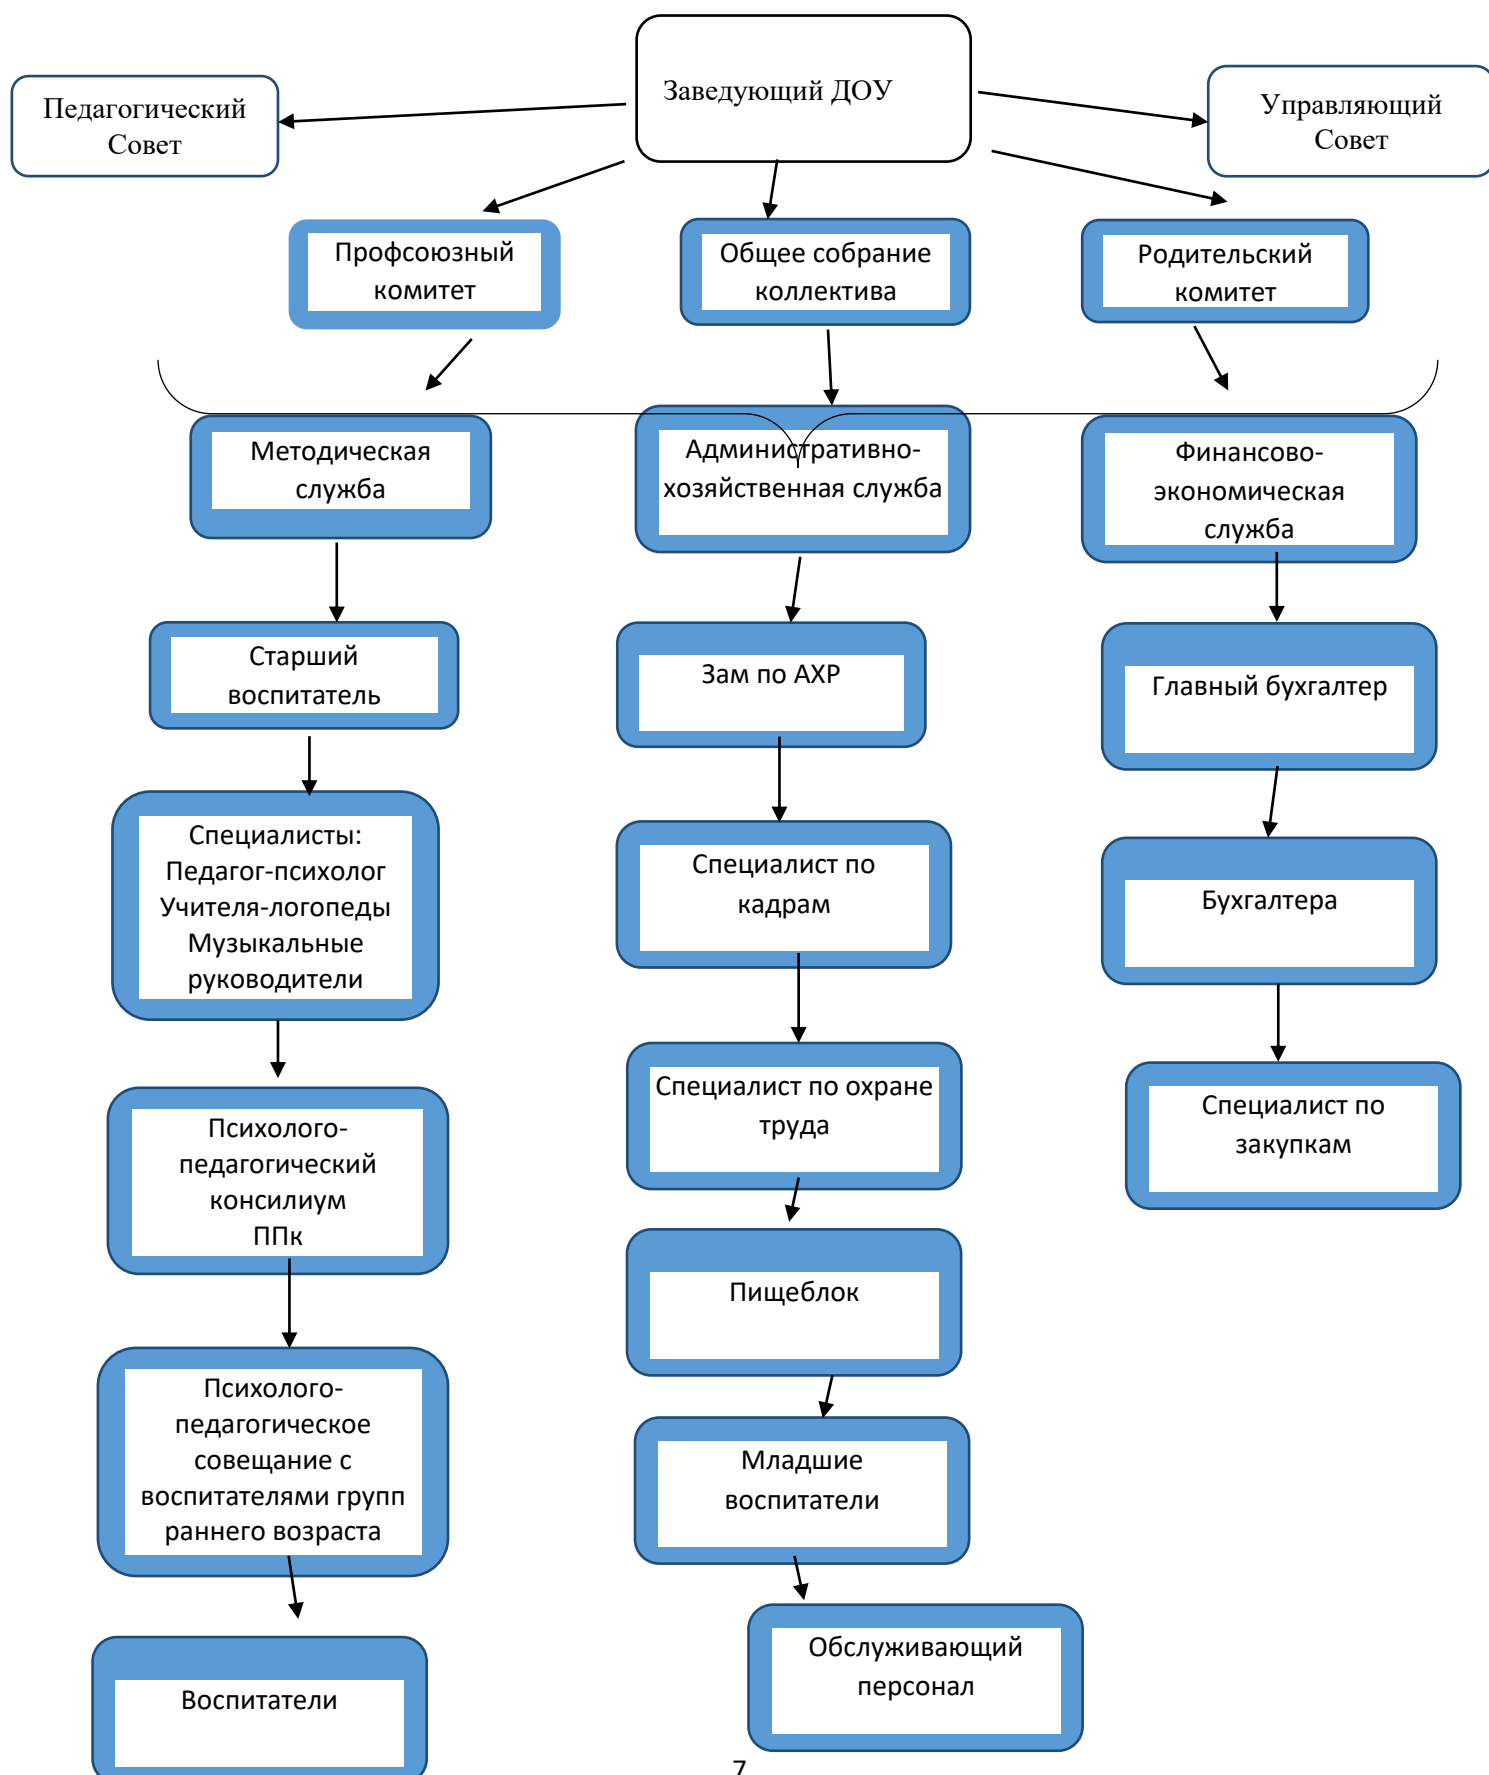 Заведующий ДОУ
Педагогический
Совет
Управляющий
Совет
Профсоюзный
комитет
Общее собрание
коллектива
Родительский
комитет
Методическая
служба
Административно-
хозяйственная служба
Финансово-
экономическая
служба
Старший
воспитатель
Зам по АХР
Главный бухгалтер
Специалисты:
Педагог-психолог
Учителя-логопеды
Музыкальные
руководители
Специалист по
кадрам
Бухгалтера
Психолого-
педагогический
консилиум
ППк
Специалист по охране
труда
Специалист по
закупкам
Пищеблок
Психолого-
педагогическое
совещание с
воспитателями групп
раннего возраста
Младшие
воспитатели
Воспитатели
Обслуживающий
персонал
7